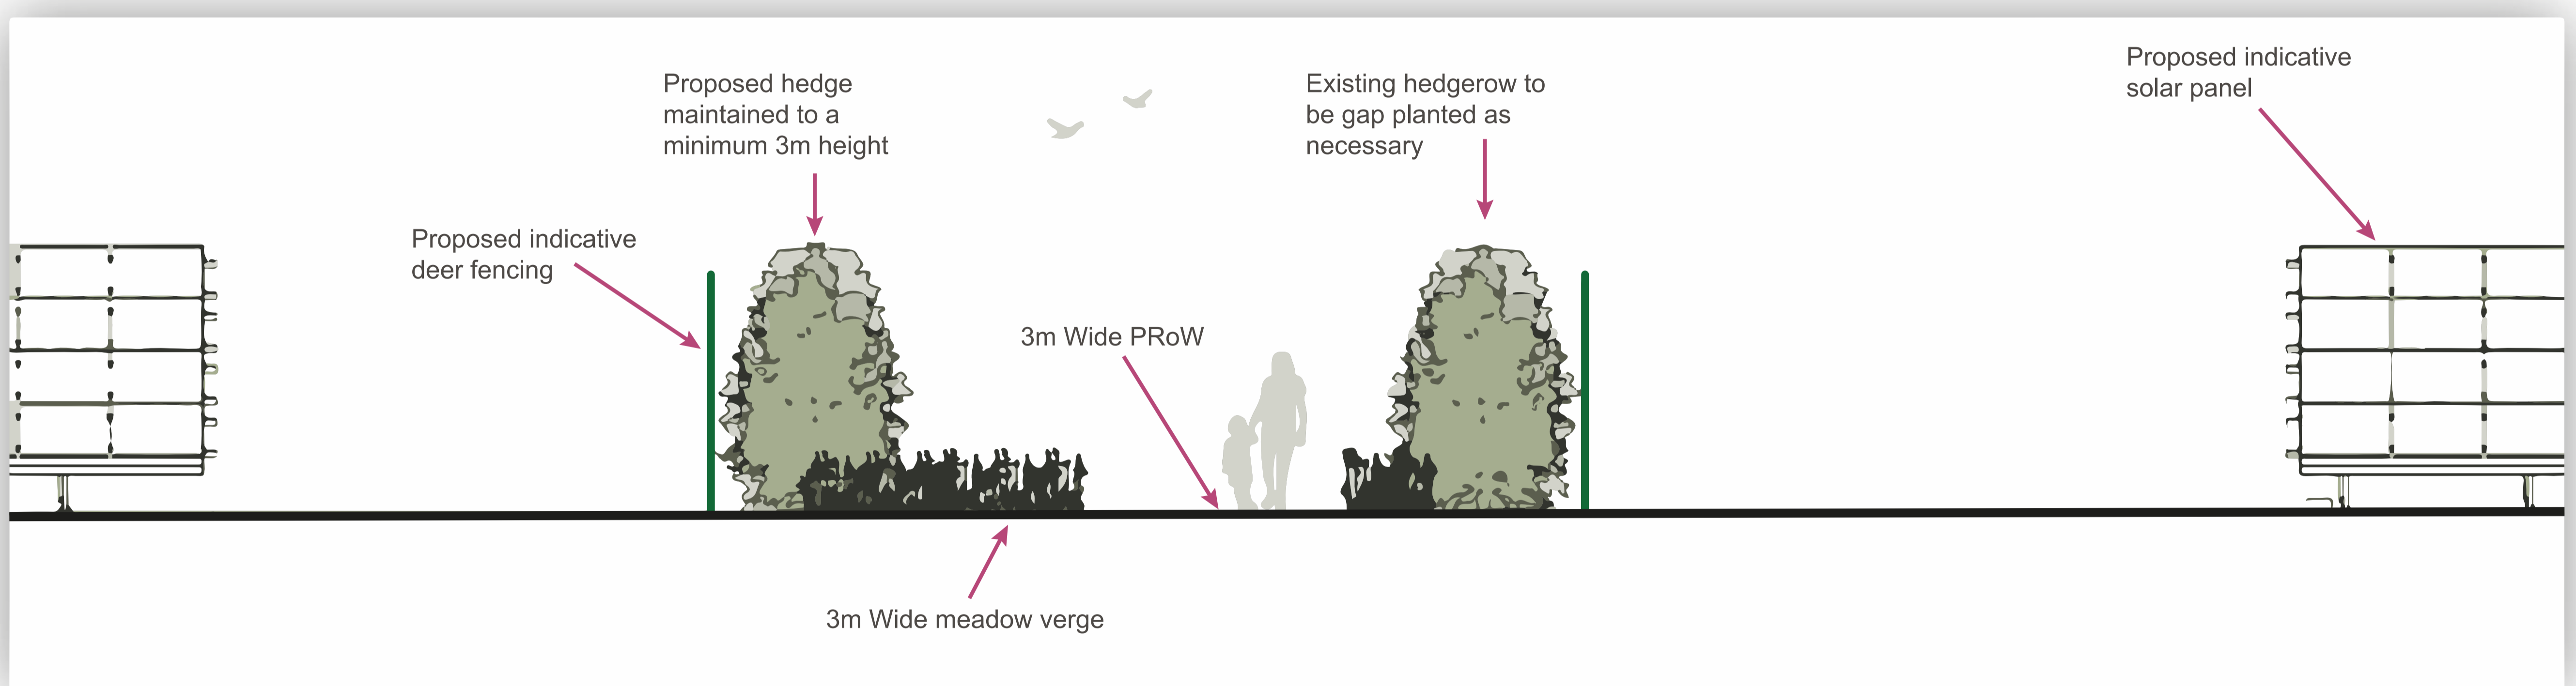 Proposed indicative
solar panel
Proposed hedge
maintained to a
minimum 3m height
Existing hedgerow to
be gap planted as
necessary
Proposed indicative
deer fencing
3m Wide PRoW
3m Wide meadow verge